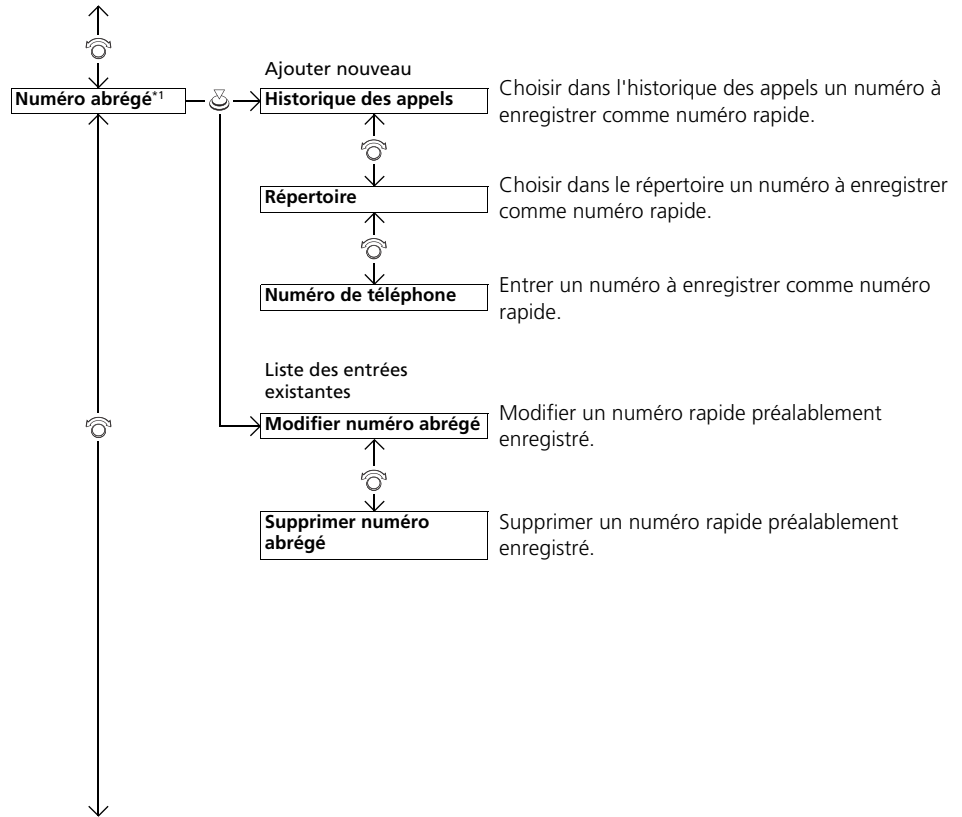 Ajouter nouveau
Numéro abrégé*1
Historique des appels
Choisir dans l'historique des appels un numéro à
enregistrer comme numéro rapide.
Répertoire
Choisir dans le répertoire un numéro à enregistrer
comme numéro rapide.
Numéro de téléphone
Entrer un numéro à enregistrer comme numéro
rapide.
Liste des entrées
existantes
Modifier numéro abrégé
Modifier un numéro rapide préalablement
enregistré.
Supprimer numéro
abrégé
Supprimer un numéro rapide préalablement
enregistré.